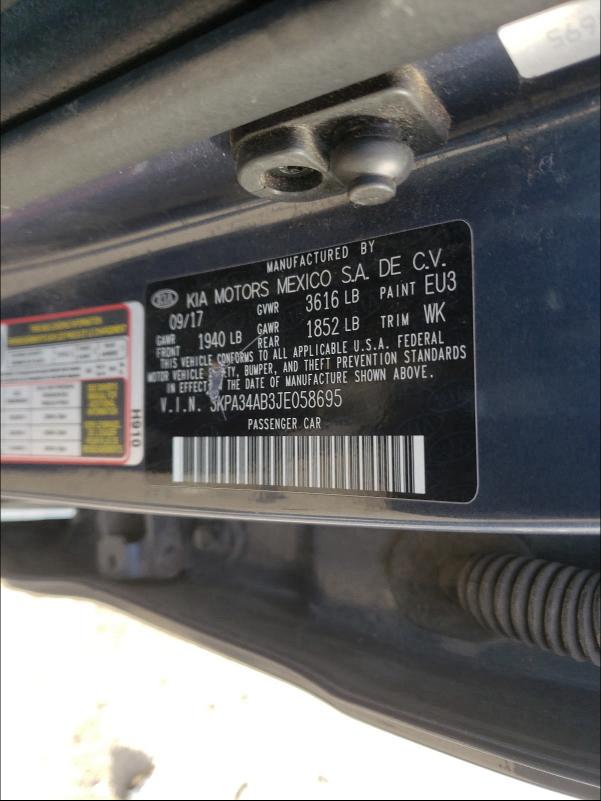 5695
MANUFACTURED BY
KIA KIA MOTORS MEXICO S.A. DE C.V.
09/17 GVWR 3616 LB PAINT EU3
GAWR FRONT 1940 LB GAWR REAR 1852 LB TRIM WK
THIS VEHICLE CONFORMS TO ALL APPLICABLE U.S.A. FEDERAL
MOTOR VEHICLE SAFETY, BUMPER, AND THEFT PREVENTION STANDARDS
IN EFFECT ON THE DATE OF MANUFACTURE SHOWN ABOVE.
V.I.N. 3KPA34AB3JE058695
PASSENGER CAR
H910